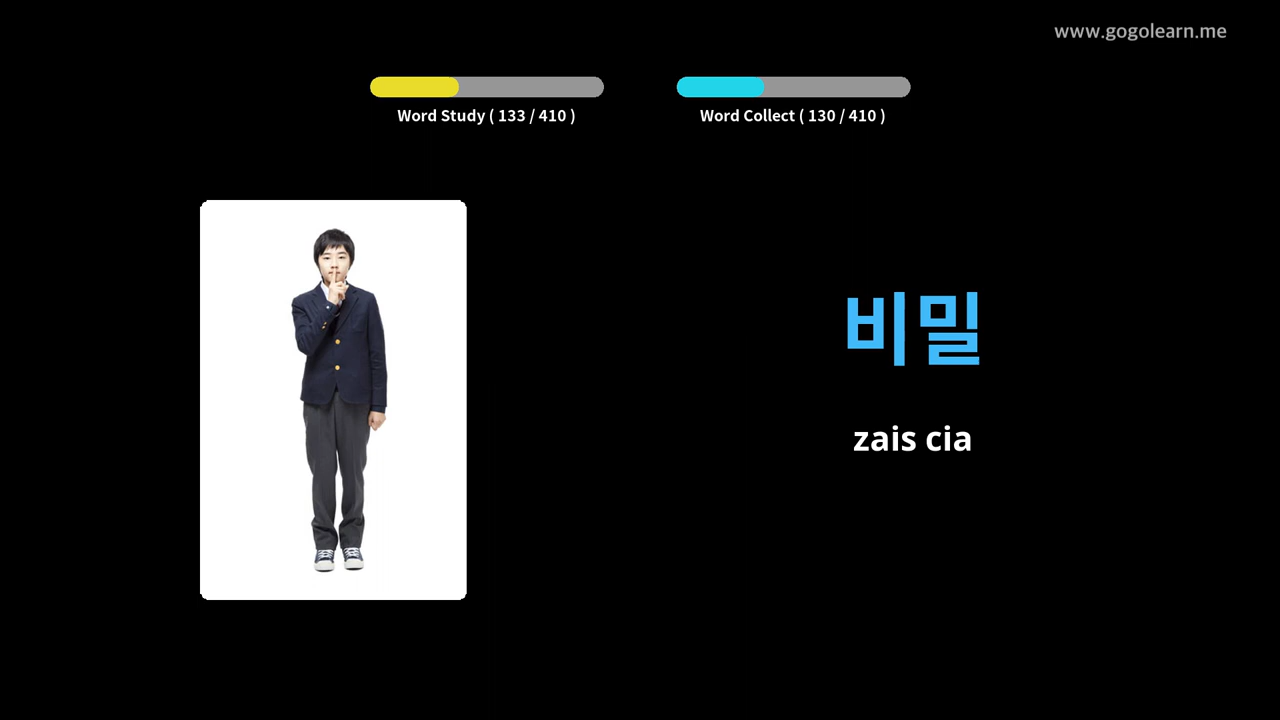 www.gogolearn.me
Word Study ( 133 / 410 )
Word Collect ( 130 / 410 )
비밀
zais cia